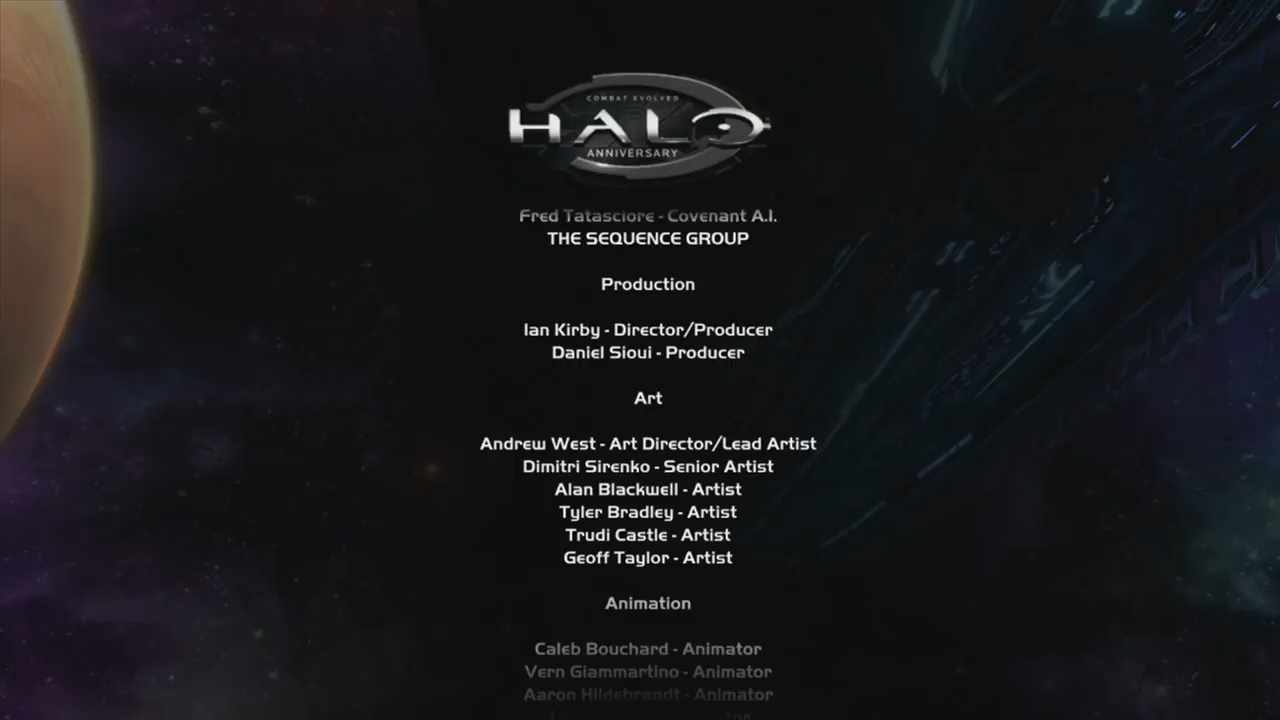 COMBAT EVOLVED
HALO
ANNIVERSARY
Fred Tatasciore - Covenant A.I.
THE SEQUENCE GROUP
Production
Ian Kirby - Director/Producer
Daniel Sioui - Producer
Art
Andrew West - Art Director/Lead Artist
Dimitri Sirenko - Senior Artist
Alan Blackwell - Artist
Tyler Bradley - Artist
Trudi Castle - Artist
Geoff Taylor - Artist
Animation
Caleb Bouchard - Animator
Vern Giammartino - Animator
Aaron Hildebrandt - Animator